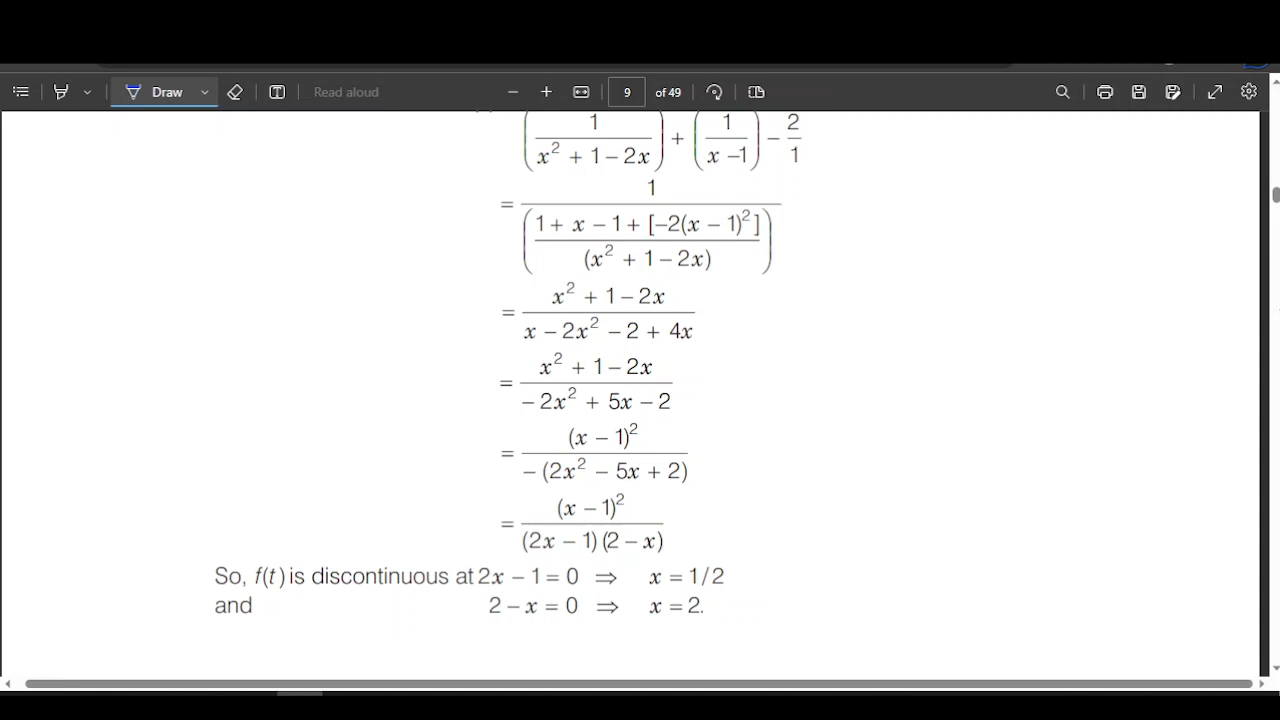 Draw Read aloud 9 of 49
(1/(x² + 1 – 2x)) + (1/(x –1)) – 2/1
= 1/((1 + x – 1 + [–2(x – 1)²])/(x² + 1 – 2x))
= (x² + 1 – 2x)/(x – 2x² – 2 + 4x)
= (x² + 1 – 2x)/(– 2x² + 5x – 2)
= (x – 1)²/(– (2x² – 5x + 2))
= (x – 1)²/((2x – 1) (2 – x))
So, f(t) is discontinuous at 2x – 1 = 0 ⇒ x = 1/2
and 2 – x = 0 ⇒ x = 2.